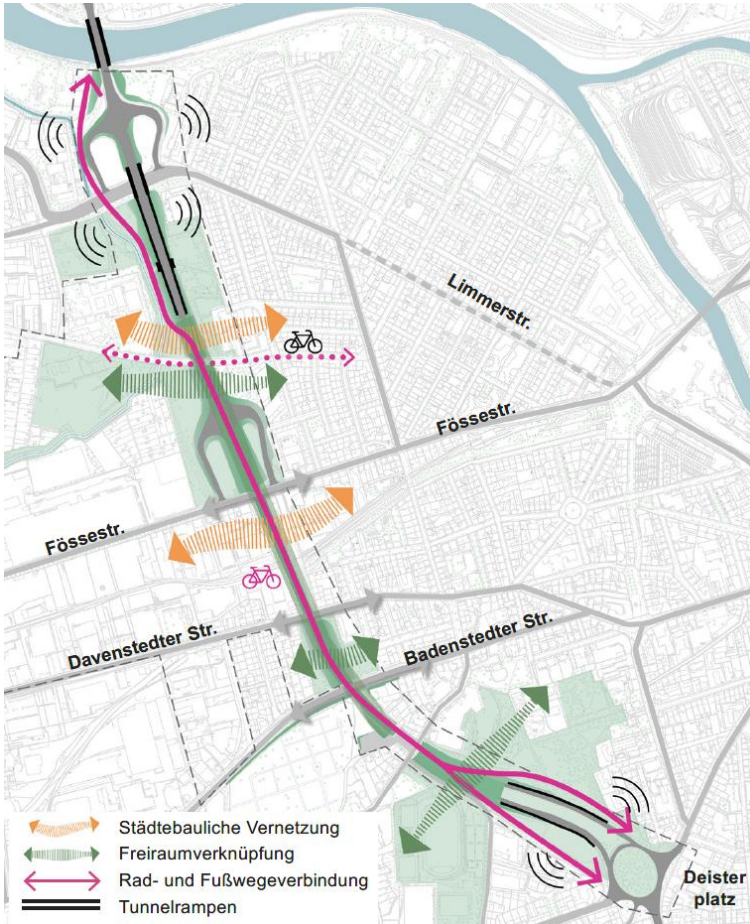 Limmerstr.
Fössestr.
Fössestr.
Davenstedter Str.
Badenstedter Str.
Deister
platz
Städtebauliche Vernetzung
Freiraumverknüpfung
Rad- und Fußwegeverbindung
Tunnelrampen